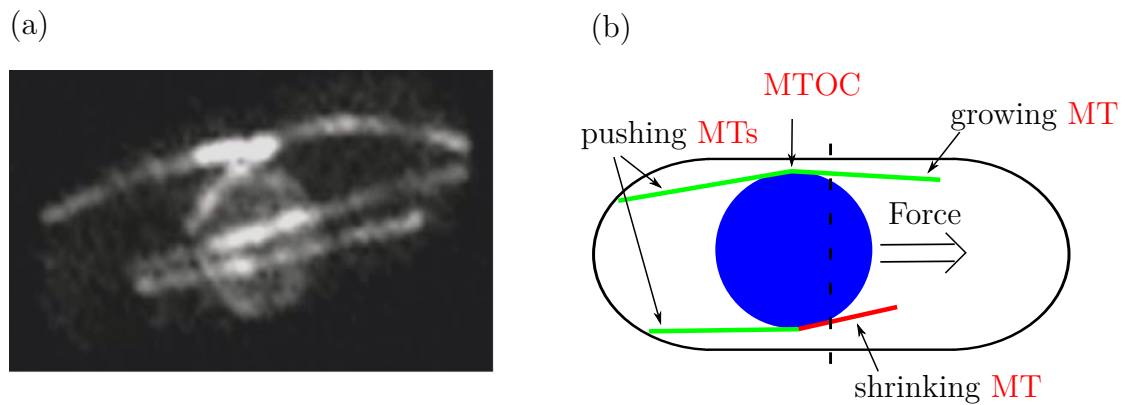 (a)
(b)
MTOC
pushing MTs
growing MT
Force
shrinking MT